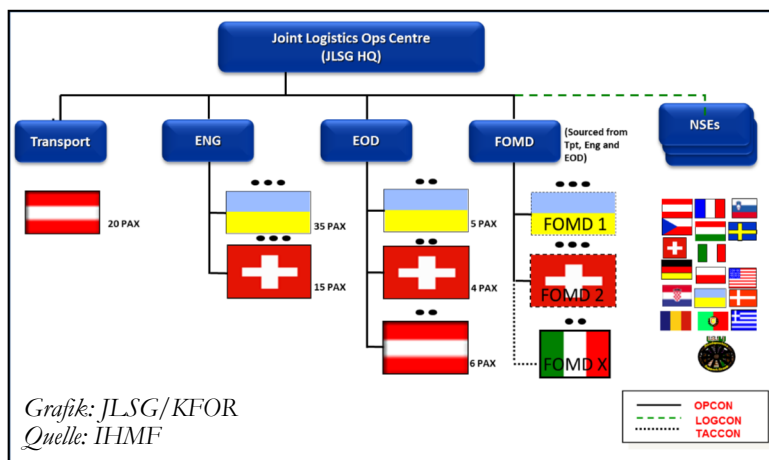 Joint Logistics Ops Centre
(JLSG HQ)
Transport
ENG
EOD
FOMD
(Sourced from
Tpt, Eng and
EOD)
NSEs
20 PAX
35 PAX
15 PAX
5 PAX
4 PAX
6 PAX
FOMD 1
FOMD 2
FOMD X
Grafik: JLSG/KFOR
Quelle: IHMF
OPCON
LOGCON
TACCON